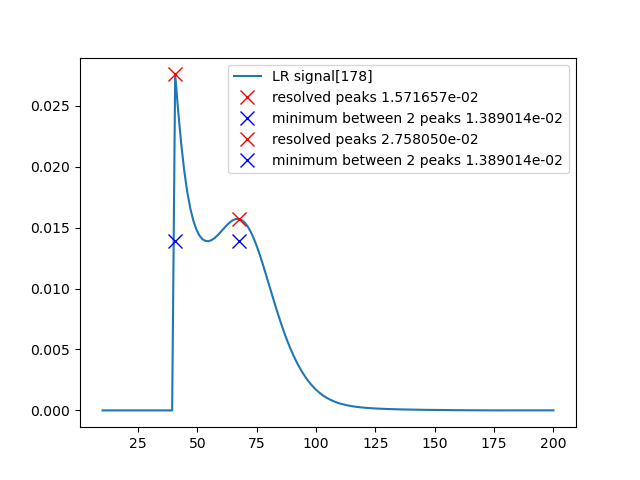 LR signal[178]
resolved peaks 1.571657e-02
minimum between 2 peaks 1.389014e-02
resolved peaks 2.758050e-02
minimum between 2 peaks 1.389014e-02
0.025
0.020
0.015
0.010
0.005
0.000
25 50 75 100 125 150 175 200